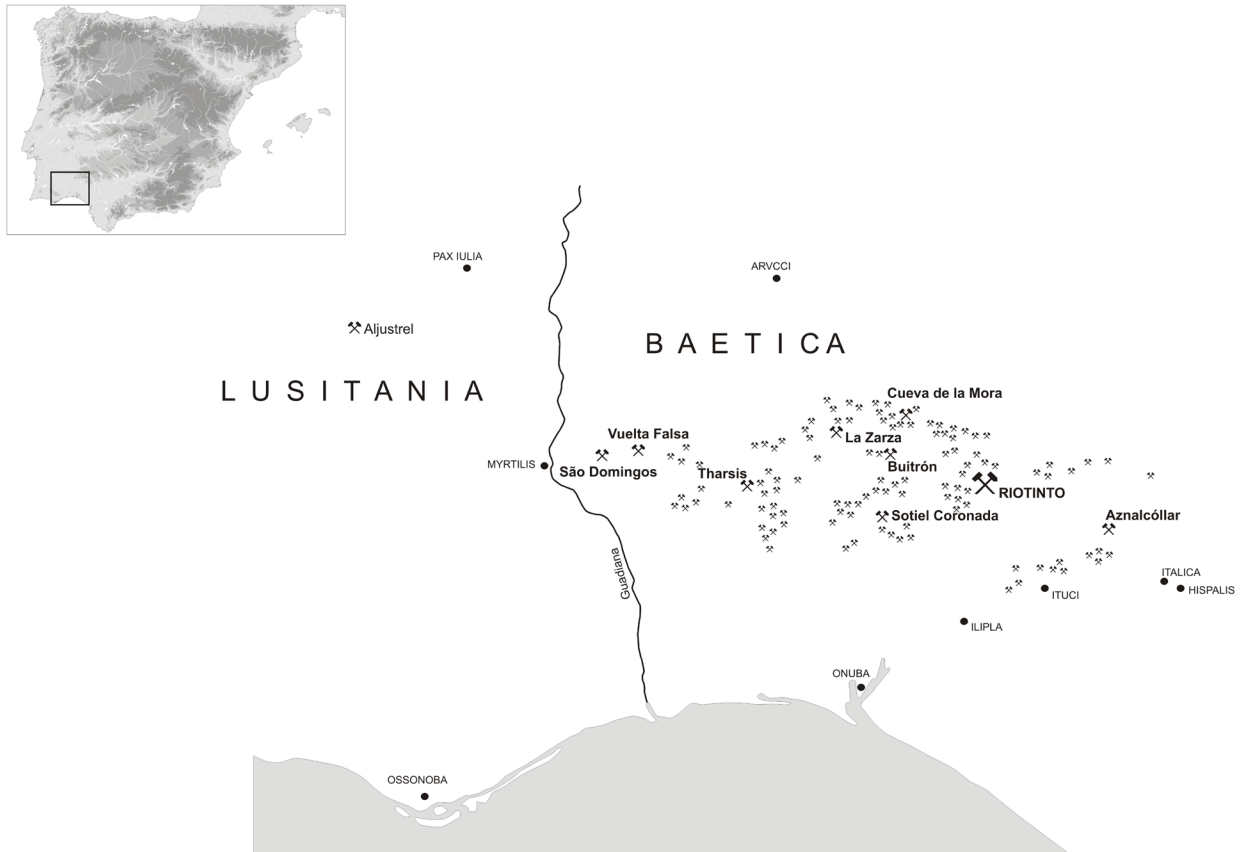 PAX IULIA
ARVCCI
Aljustrel
BAETICA
LUSITANIA
Cueva de la Mora
Vuelta Falsa
La Zarza
MYRTILIS
São Domingos
Tharsis
Buitrón
RIOTINTO
Sotiel Coronada
Aznalcóllar
Guadiana
ITALICA
HISPALIS
ITUCI
ILIPLA
ONUBA
OSSONOBA